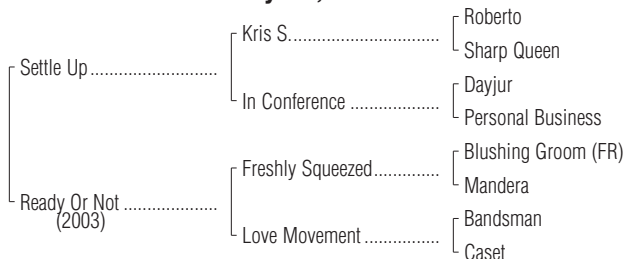 Roberto
Kris S.
Sharp Queen
Settle Up
Dayjur
In Conference
Personal Business
Blushing Groom (FR)
Freshly Squeezed
Mandera
Ready Or Not
(2003)
Bandsman
Love Movement
Caset